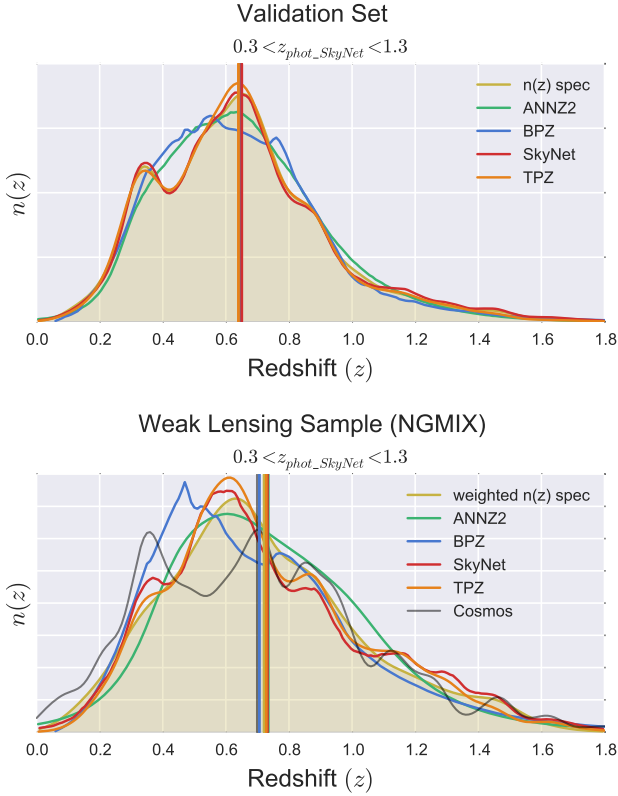 Validation Set
0.3 < z_phot_SkyNet < 1.3
n(z) spec
ANNZ2
BPZ
SkyNet
TPZ
n(z)
0.0 0.2 0.4 0.6 0.8 1.0 1.2 1.4 1.6 1.8
Redshift (z)
Weak Lensing Sample (NGMIX)
0.3 < z_phot_SkyNet < 1.3
weighted n(z) spec
ANNZ2
BPZ
SkyNet
TPZ
Cosmos
n(z)
0.0 0.2 0.4 0.6 0.8 1.0 1.2 1.4 1.6 1.8
Redshift (z)